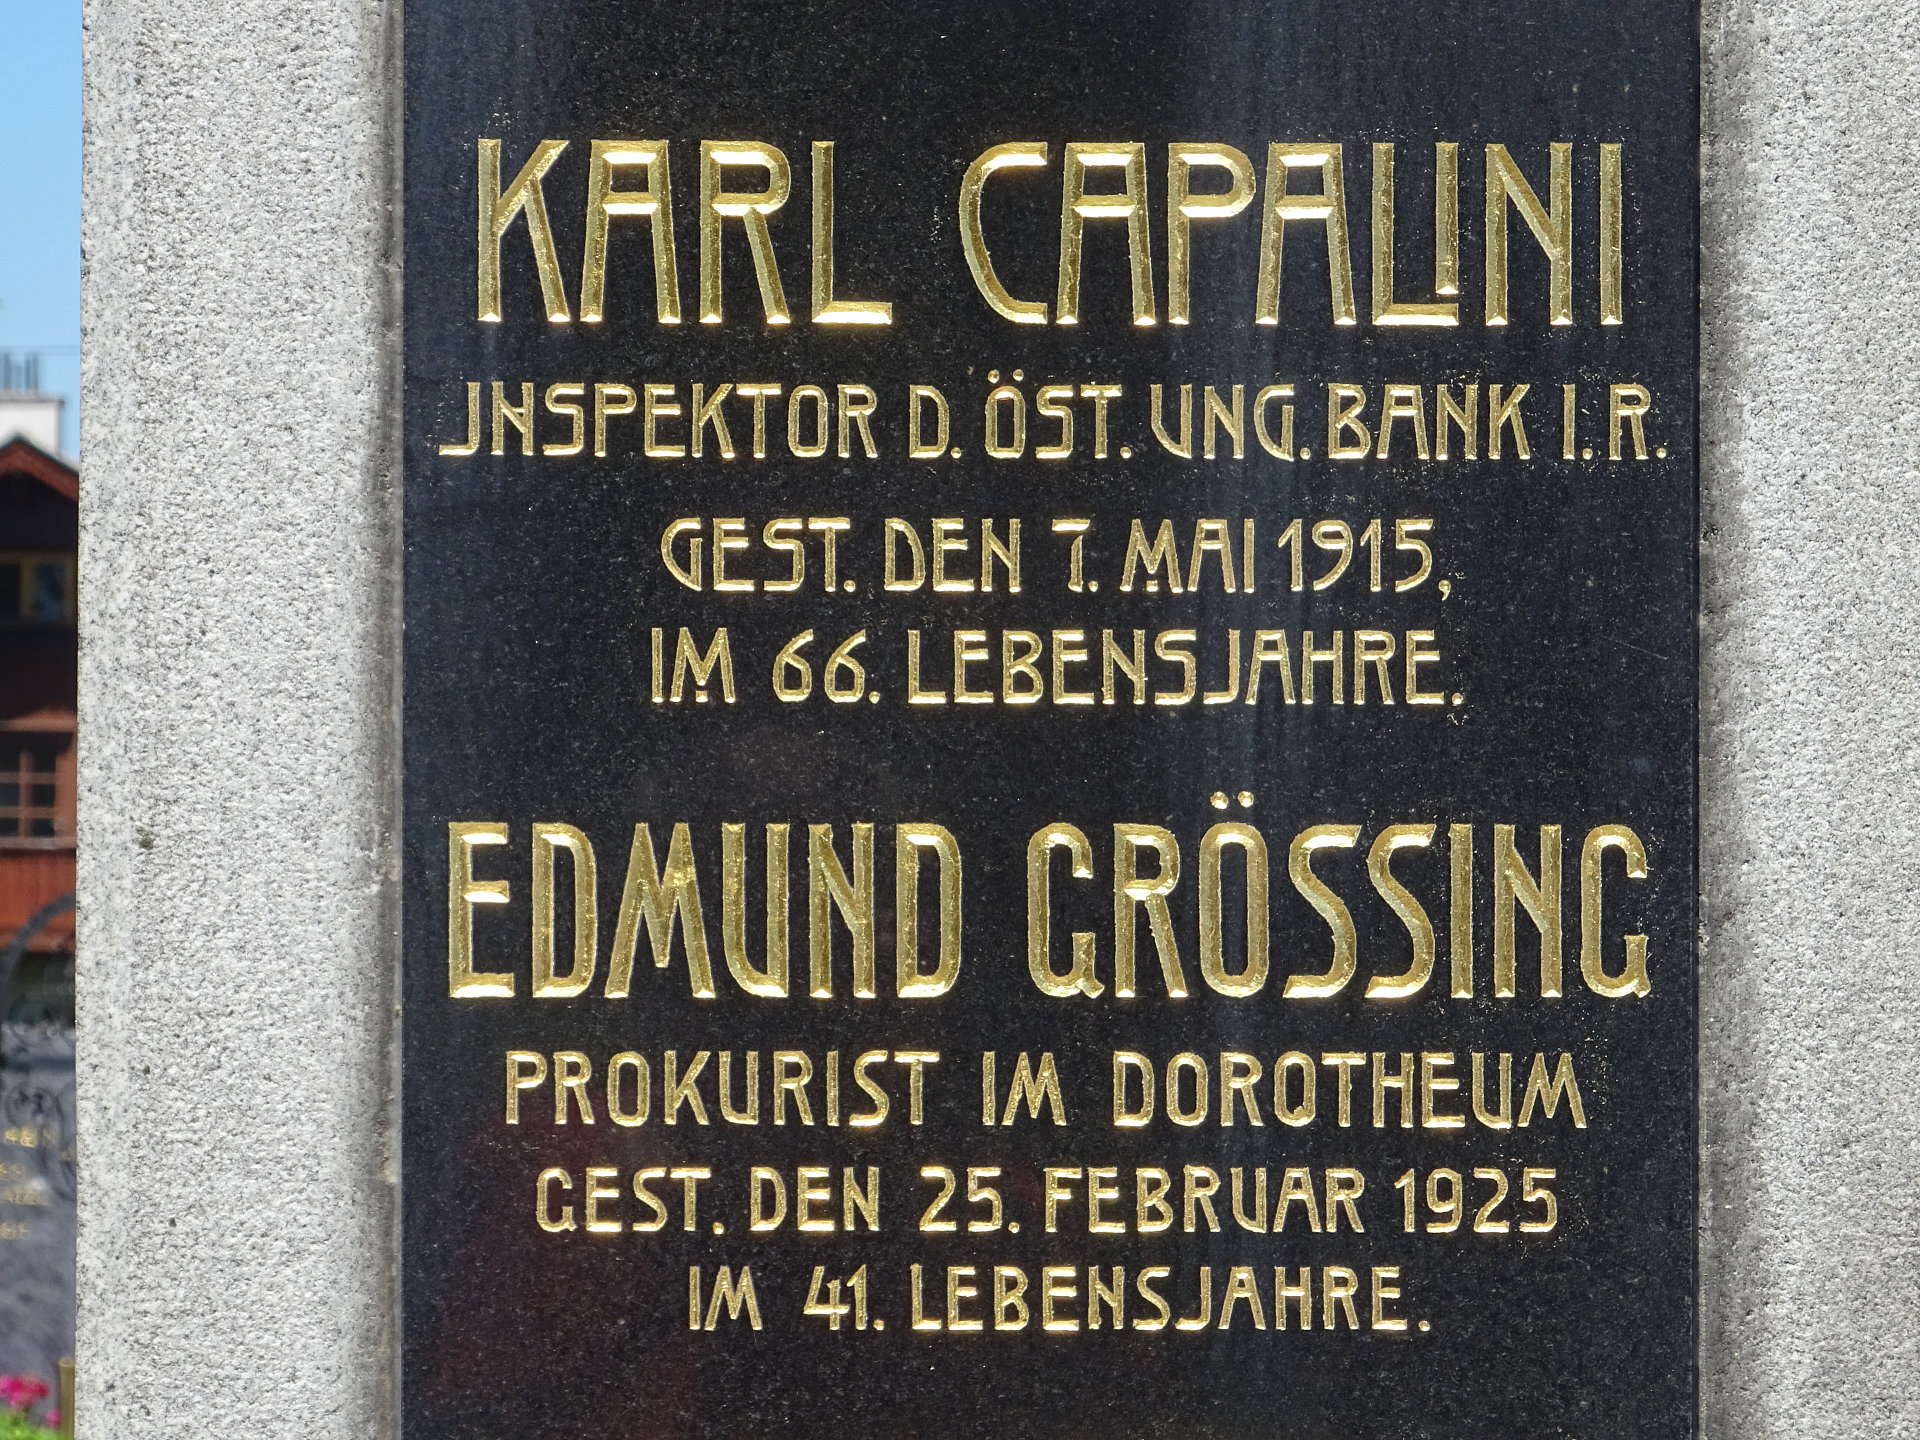 KARL CAPALINI
JNSPEKTOR D. ÖST. UNG. BANK I.R.
GEST. DEN 7. MAI 1915,
IM 66. LEBENSJAHRE.
EDMUND GRÖSSING
PROKURIST IM DOROTHEUM
GEST. DEN 25. FEBRUAR 1925
IM 41. LEBENSJAHRE.